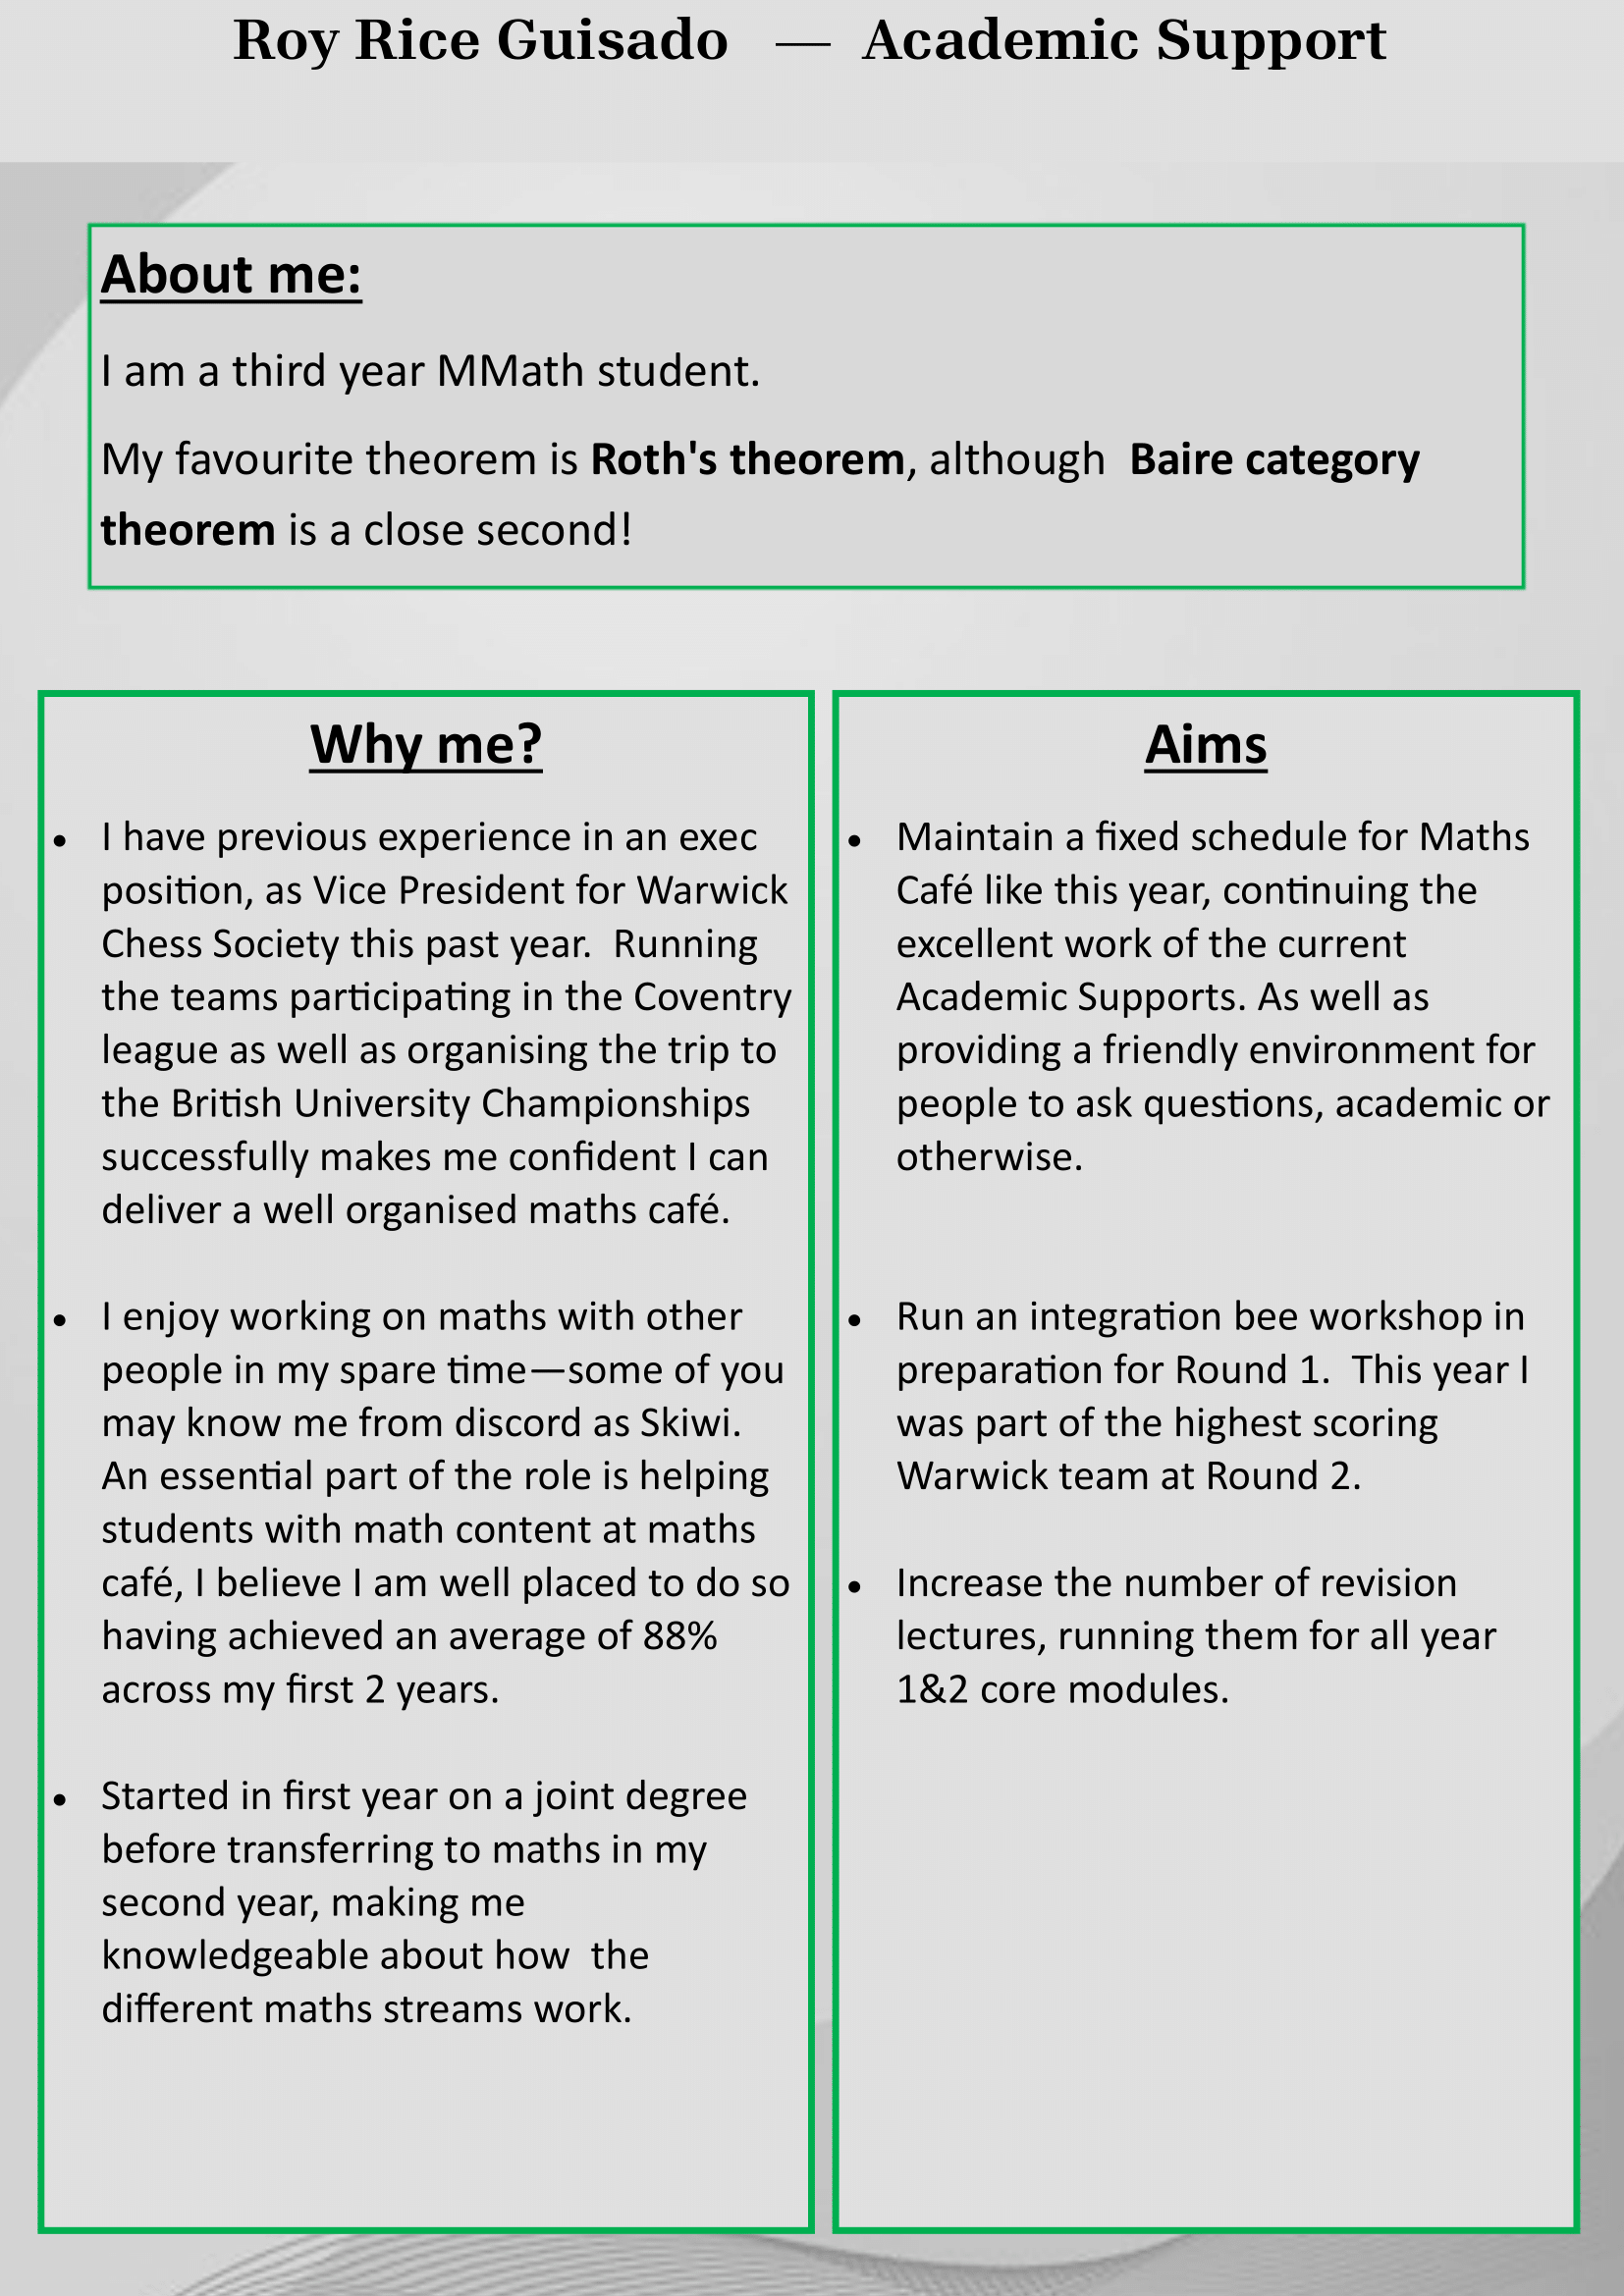 Roy Rice Guisado — Academic Support
About me:
I am a third year MMath student.
My favourite theorem is Roth's theorem, although  Baire category
theorem is a close second!
Why me?
• I have previous experience in an exec
position, as Vice President for Warwick
Chess Society this past year.  Running
the teams participating in the Coventry
league as well as organising the trip to
the British University Championships
successfully makes me confident I can
deliver a well organised maths café.
• I enjoy working on maths with other
people in my spare time—some of you
may know me from discord as Skiwi.
An essential part of the role is helping
students with math content at maths
café, I believe I am well placed to do so
having achieved an average of 88%
across my first 2 years.
• Started in first year on a joint degree
before transferring to maths in my
second year, making me
knowledgeable about how  the
different maths streams work.
Aims
• Maintain a fixed schedule for Maths
Café like this year, continuing the
excellent work of the current
Academic Supports. As well as
providing a friendly environment for
people to ask questions, academic or
otherwise.
• Run an integration bee workshop in
preparation for Round 1.  This year I
was part of the highest scoring
Warwick team at Round 2.
• Increase the number of revision
lectures, running them for all year
1&2 core modules.